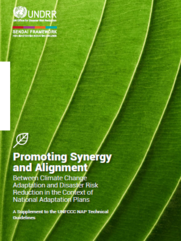 UNDRR
SENDAI FRAMEWORK
Promoting Synergy
and Alignment
Between Climate Change
Adaptation and Disaster Risk
Reduction in the Context of
National Adaptation Plans
A Supplement to the UNFCCC NAP Technical
Guidelines